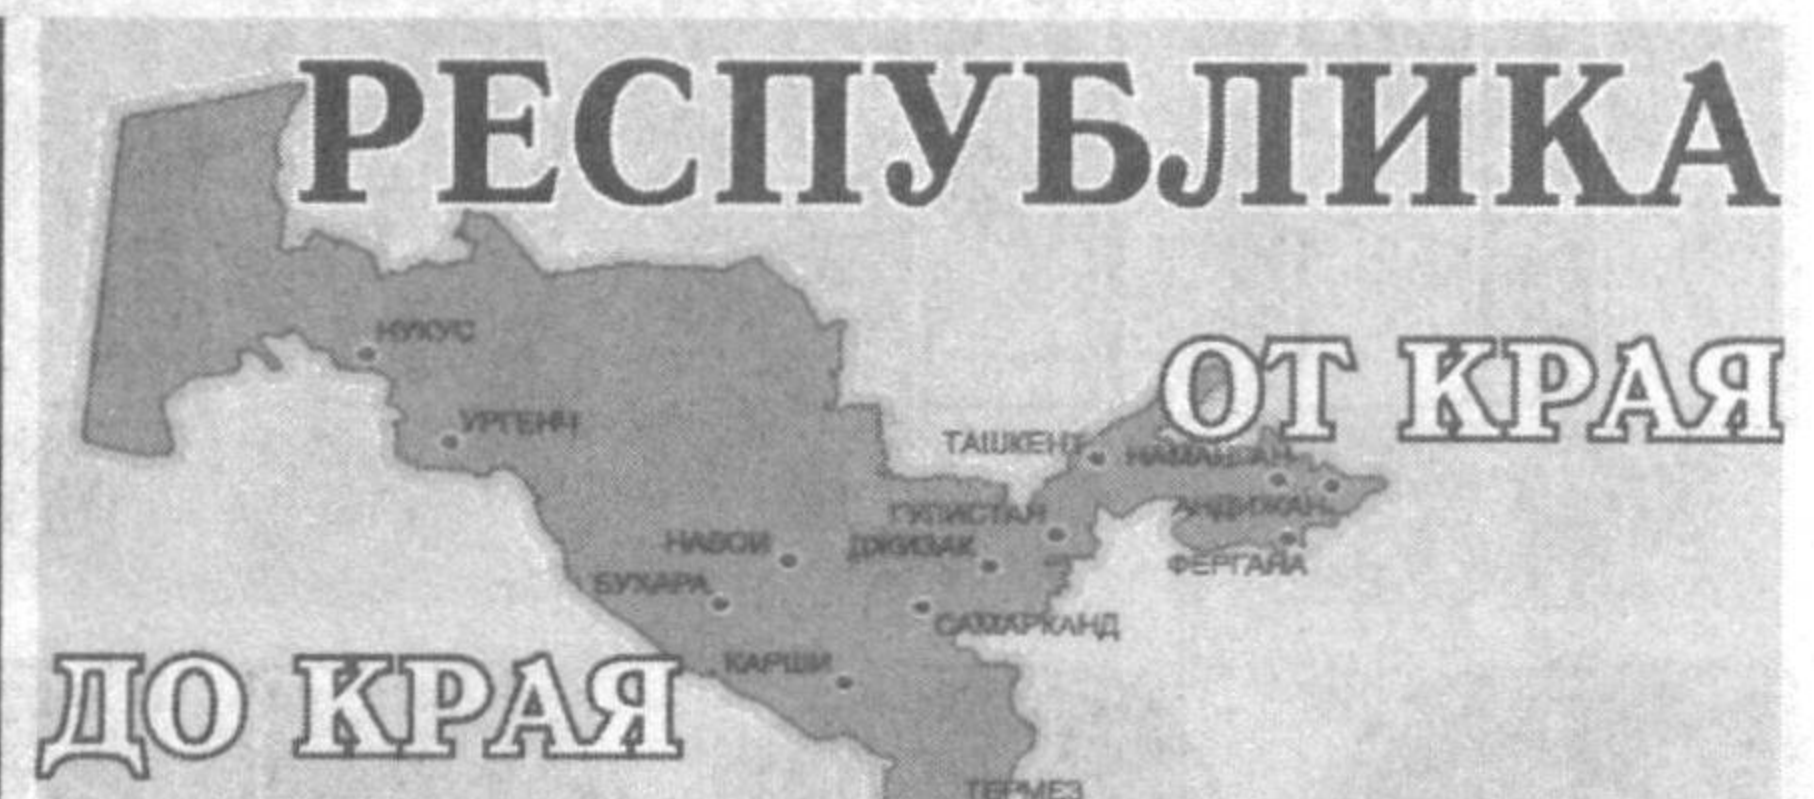 РЕСПУБЛИКА
ОТ КРАЯ
НУКУС
УРГЕНЧ
ТАШКЕНТ
НАМАНГАН
АНДИЖАН
ГУЛИСТАН
НАВОИ
ДЖИЗАК
ФЕРГАНА
БУХАРА
САМАРКАНД
КАРШИ
ДО КРАЯ
ТЕРМЕЗ